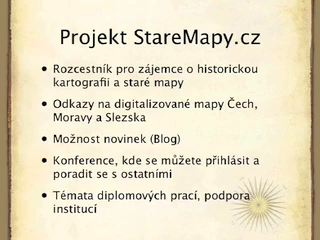 Projekt StareMapy.cz
• Rozcestník pro zájemce o historickou
kartografii a staré mapy
• Odkazy na digitalizované mapy Čech,
Moravy a Slezska
• Možnost novinek (Blog)
• Konference, kde se můžete přihlásit a
poradit se s ostatními
• Témata diplomových prací, podpora
institucí